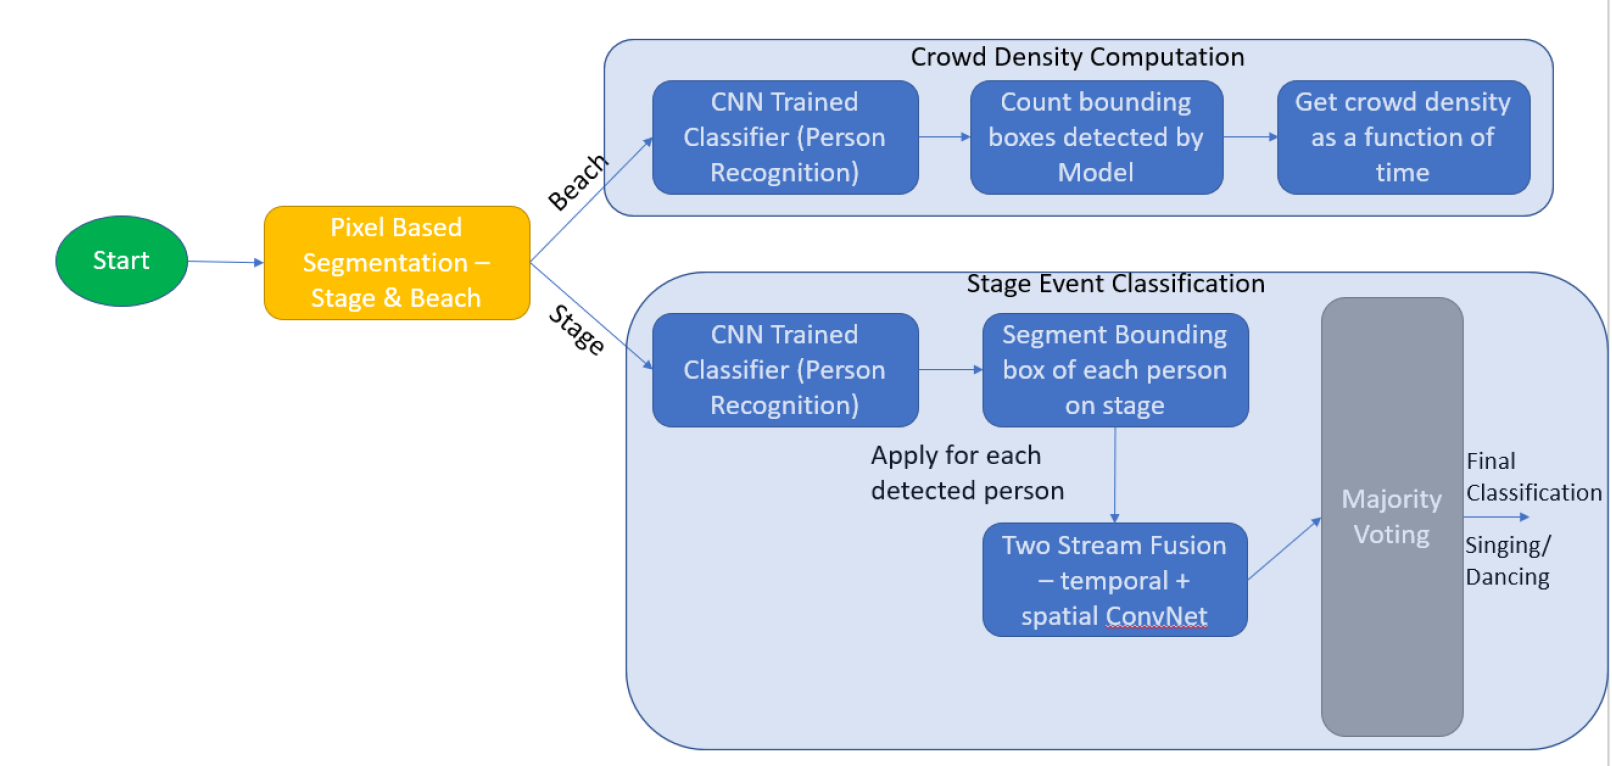 Crowd Density Computation
CNN Trained
Classifier (Person
Recognition)
Count bounding
boxes detected by
Model
Get crowd density
as a function of
time
Beach
Start
Pixel Based
Segmentation –
Stage & Beach
Stage
Stage Event Classification
CNN Trained
Classifier (Person
Recognition)
Segment Bounding
box of each person
on stage
Apply for each
detected person
Two Stream Fusion
– temporal +
spatial ConvNet
Majority
Voting
Final
Classification
Singing/
Dancing